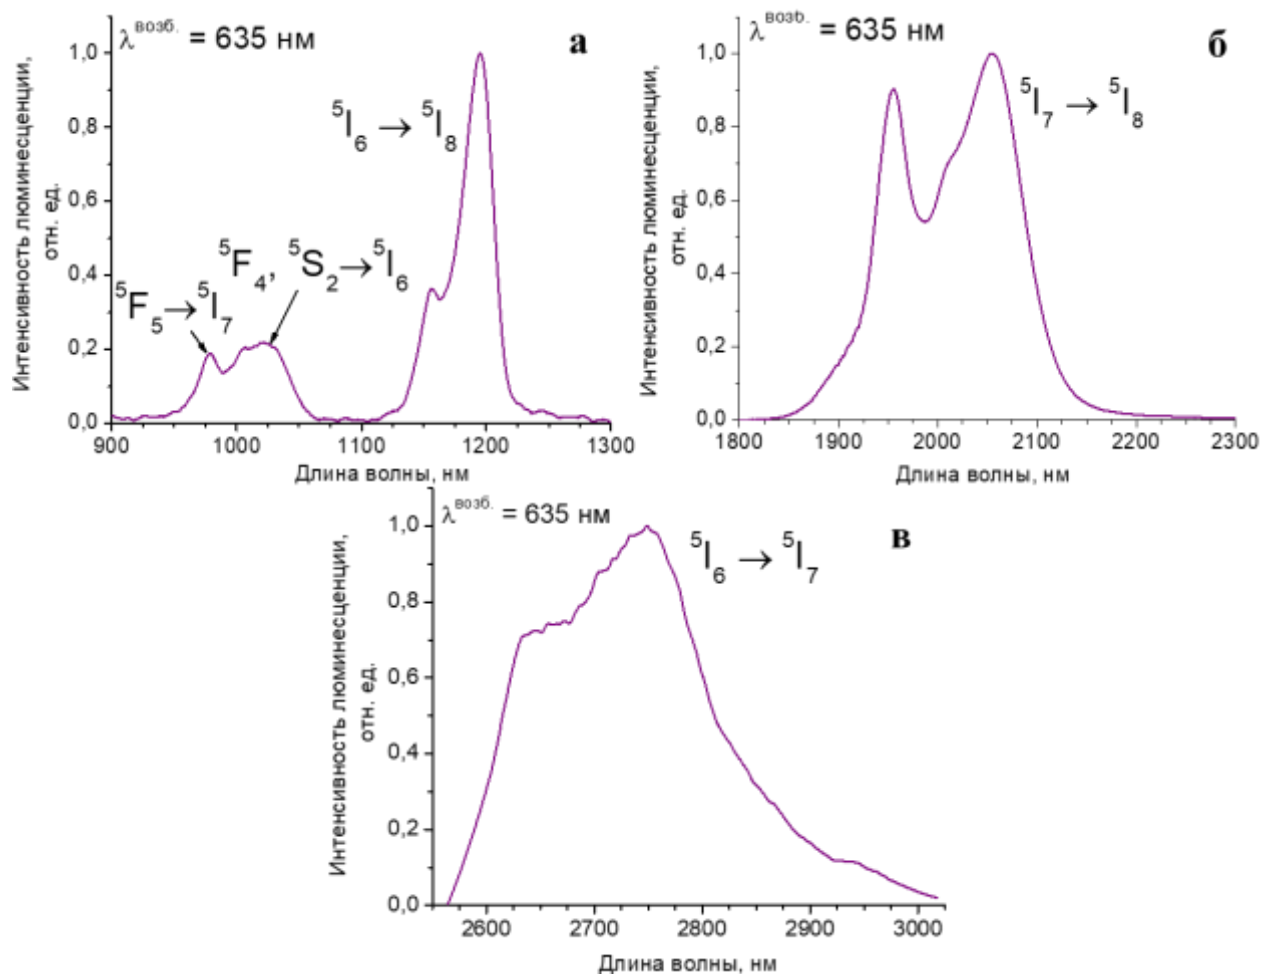 λвозб. = 635 нм
а
Интенсивность люминесценции,
отн. ед.
1,0
0,8
0,6
0,4
0,2
0,0
5I6 → 5I8
5F4, 5S2→5I6
5F5→5I7
900 1000 1100 1200 1300
Длина волны, нм
λвозb. = 635 нм
б
Интенсивность люминесценции,
отн. ед.
1,0
0,8
0,6
0,4
0,2
0,0
5I7 → 5I8
1800 1900 2000 2100 2200 2300
Длина волны, нм
λвозб. = 635 нм
в
Интенсивность люминесценции,
отн. ед.
1,0
0,8
0,6
0,4
0,2
0,0
5I6 → 5I7
2600 2700 2800 2900 3000
Длина волны, нм